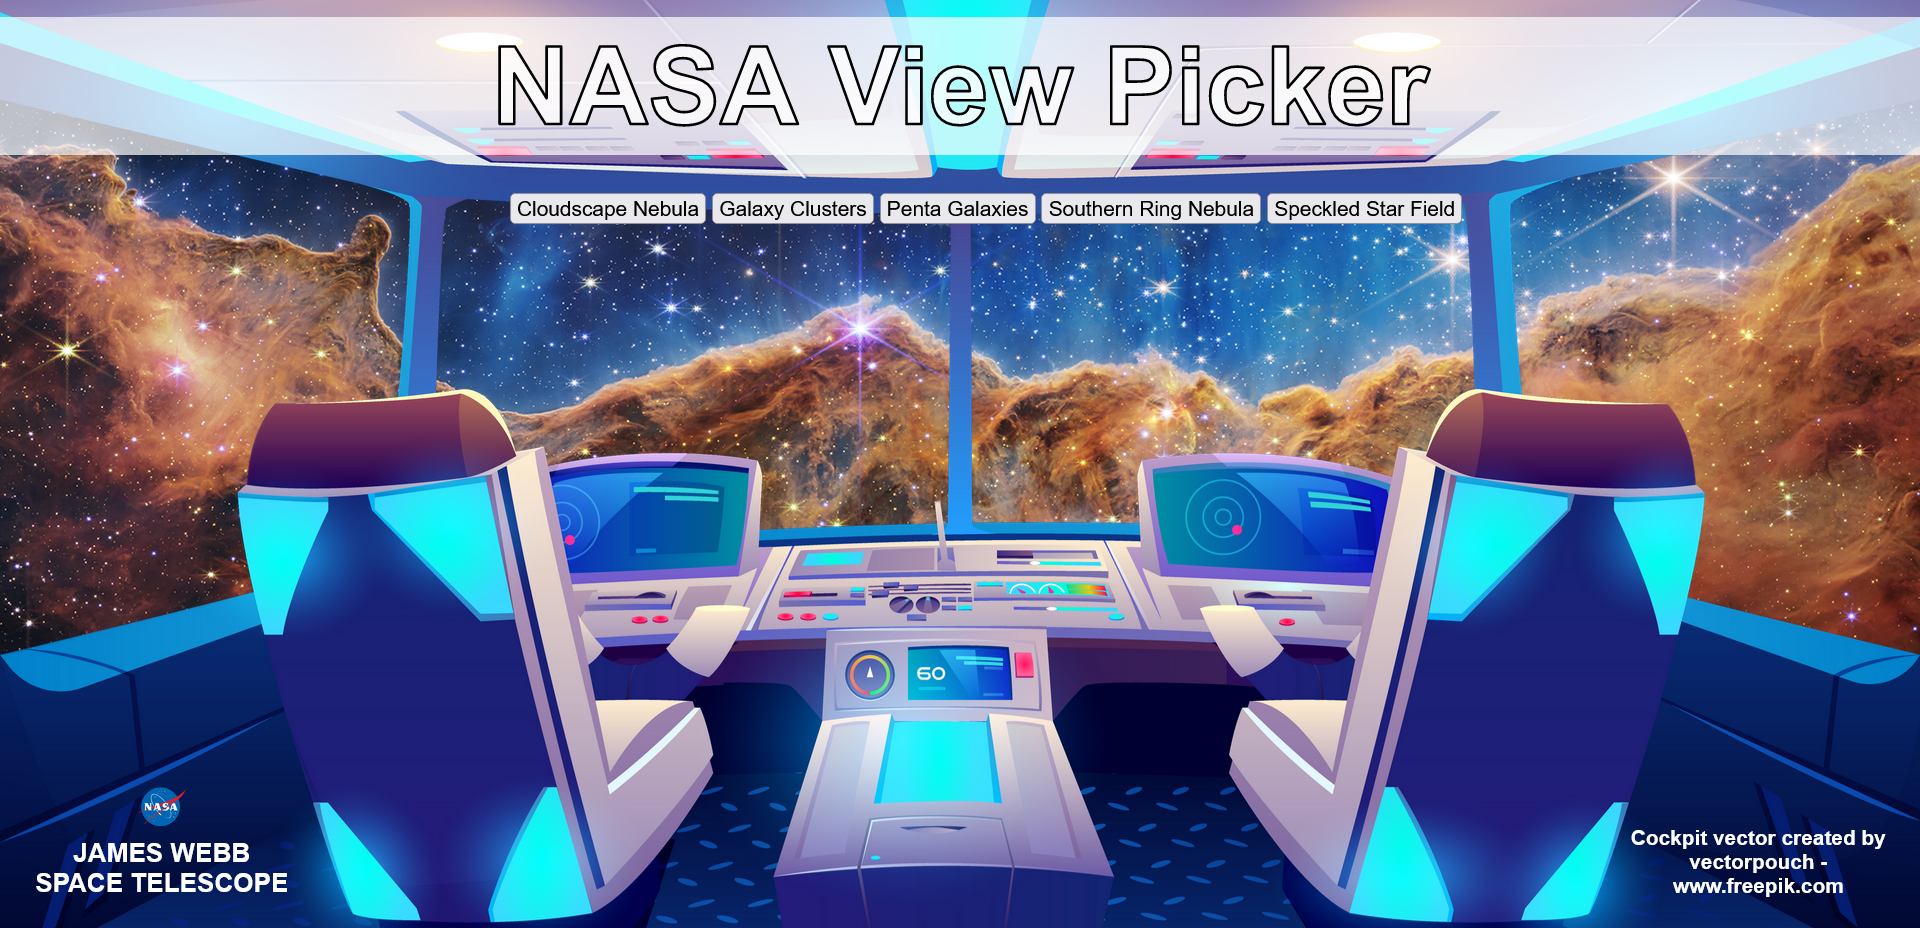 NASA View Picker
Cloudscape Nebula
Galaxy Clusters
Penta Galaxies
Southern Ring Nebula
Speckled Star Field
60
NASA
JAMES WEBB
SPACE TELESCOPE
Cockpit vector created by
vectorpouch -
www.freepik.com